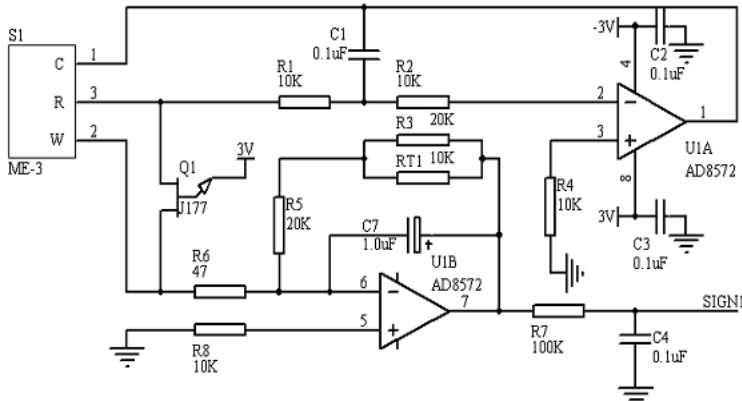 S1
C 1
R 3
W 2
ME-3
C1
0.1uF
R1
10K
R2
10K
20K
R3
10K
RT1
-3V
4
C2
0.1uF
2
3
1
U1A
AD8572
8
3V
C3
0.1uF
R4
10K
Q1
J177
3V
R5
20K
C7
1.0uF
+
U1B
AD8572
R6
47
6
5
7
R8
10K
R7
100K
C4
0.1uF